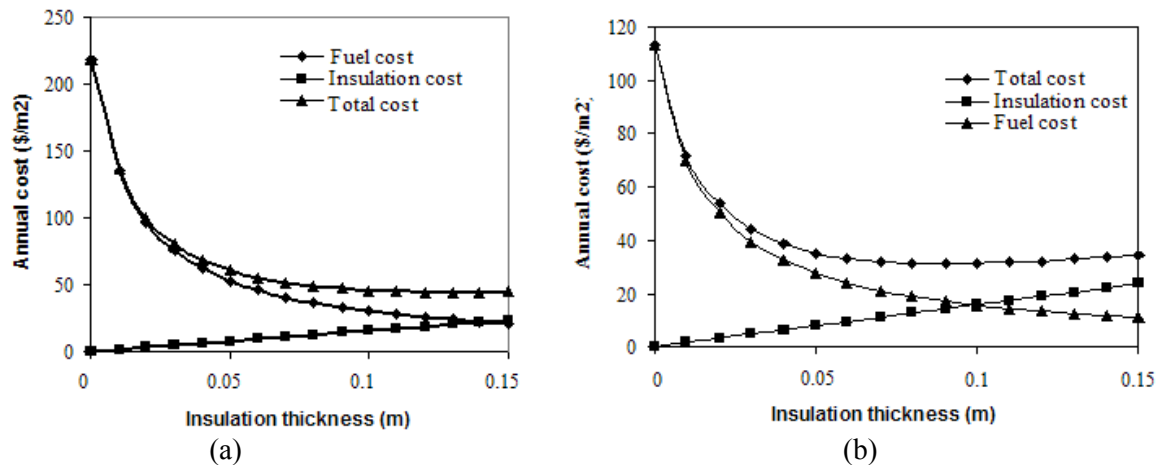 250
200
150
100
50
0
Annual cost ($/m2)
Fuel cost
Insulation cost
Total cost
0 0.05 0.1 0.15
Insulation thickness (m)
(a)
120
100
80
60
40
20
0
Annual cost ($/m2)
Total cost
Insulation cost
Fuel cost
0 0.05 0.1 0.15
Insulation thickness (m)
(b)